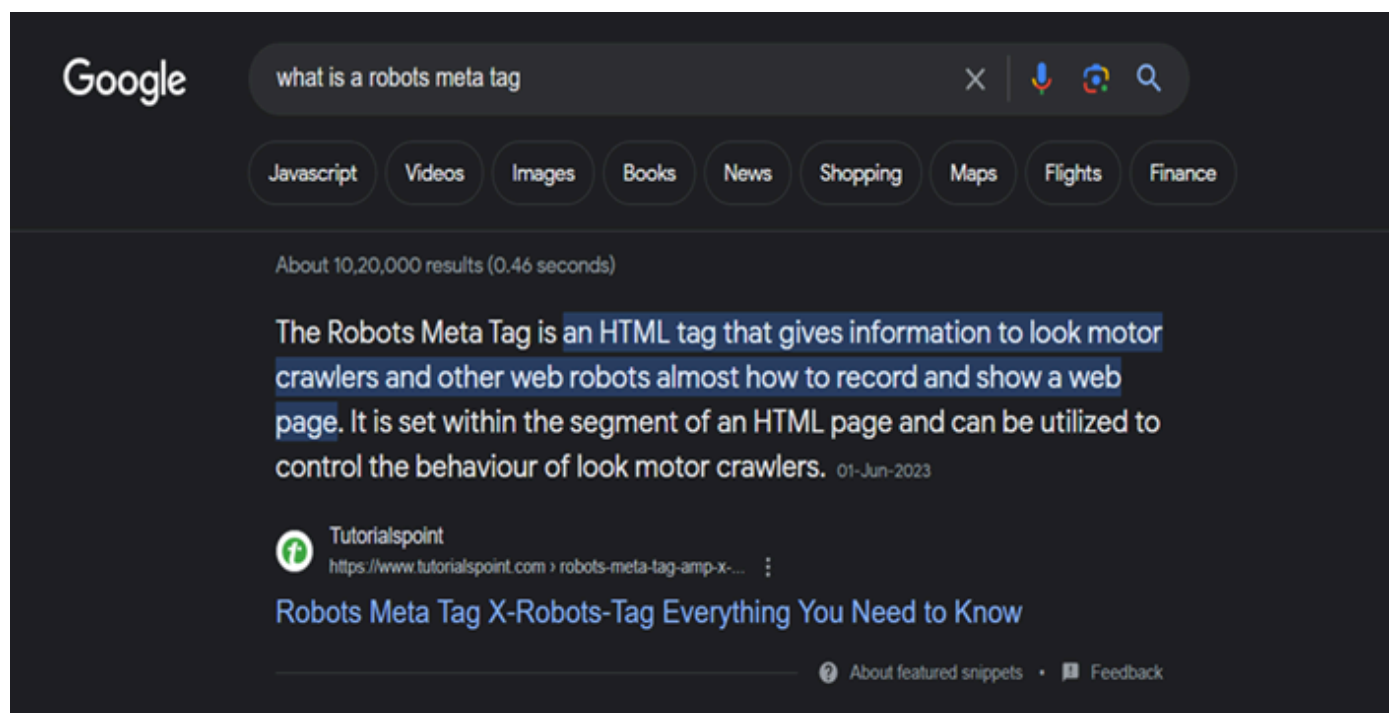 Google
what is a robots meta tag
Javascript Videos Images Books News Shopping Maps Flights Finance
About 10,20,000 results (0.46 seconds)
The Robots Meta Tag is an HTML tag that gives information to look motor
crawlers and other web robots almost how to record and show a web
page. It is set within the segment of an HTML page and can be utilized to
control the behaviour of look motor crawlers. 01-Jun-2023
Tutorialspoint
https://www.tutorialspoint.com › robots-meta-tag-amp-x-...
Robots Meta Tag X-Robots-Tag Everything You Need to Know
About featured snippets • Feedback